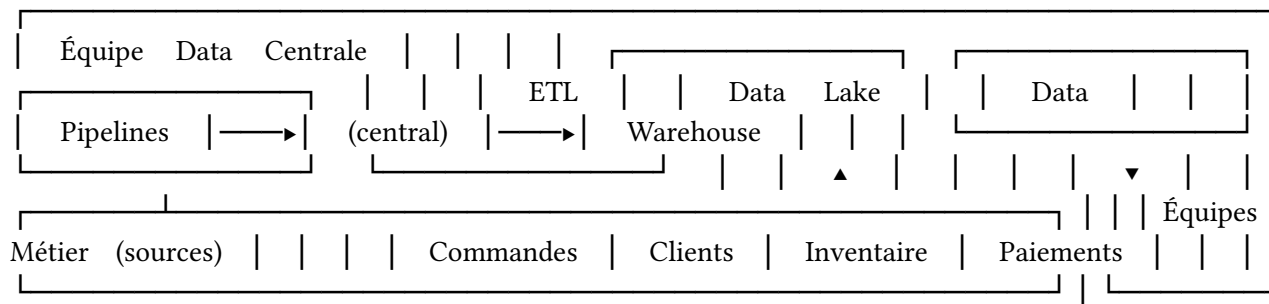 Équipe Data Centrale
ETL Data Lake Data
Pipelines (central) Warehouse
Équipes
Métier (sources) Commandes Clients Inventaire Paiements